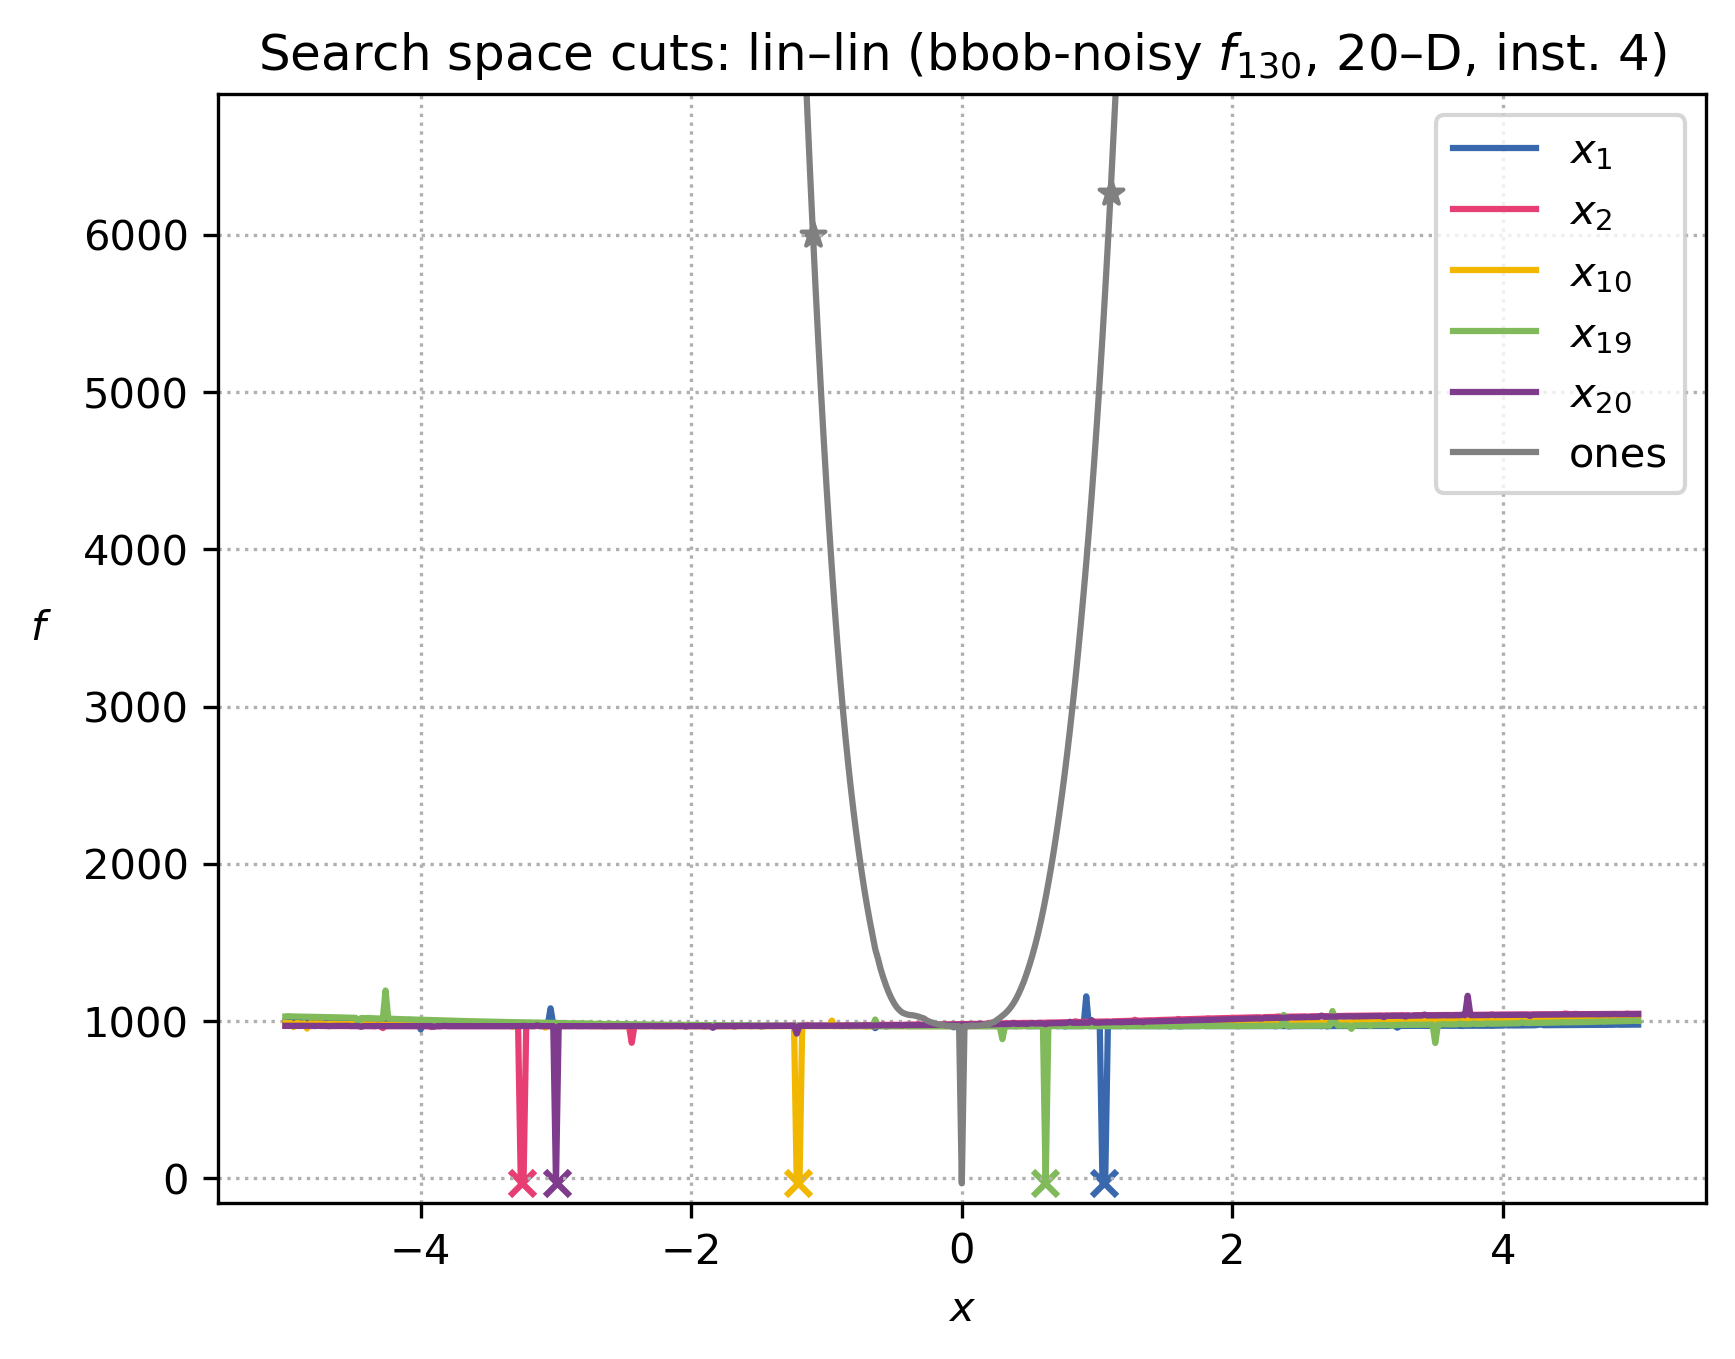 Search space cuts: lin–lin (bbob-noisy f₁₃₀, 20–D, inst. 4)
x₁
x₂
x₁₀
x₁₉
x₂₀
ones
6000
5000
4000
3000
2000
1000
0
f
−4
−2
0
2
4
x